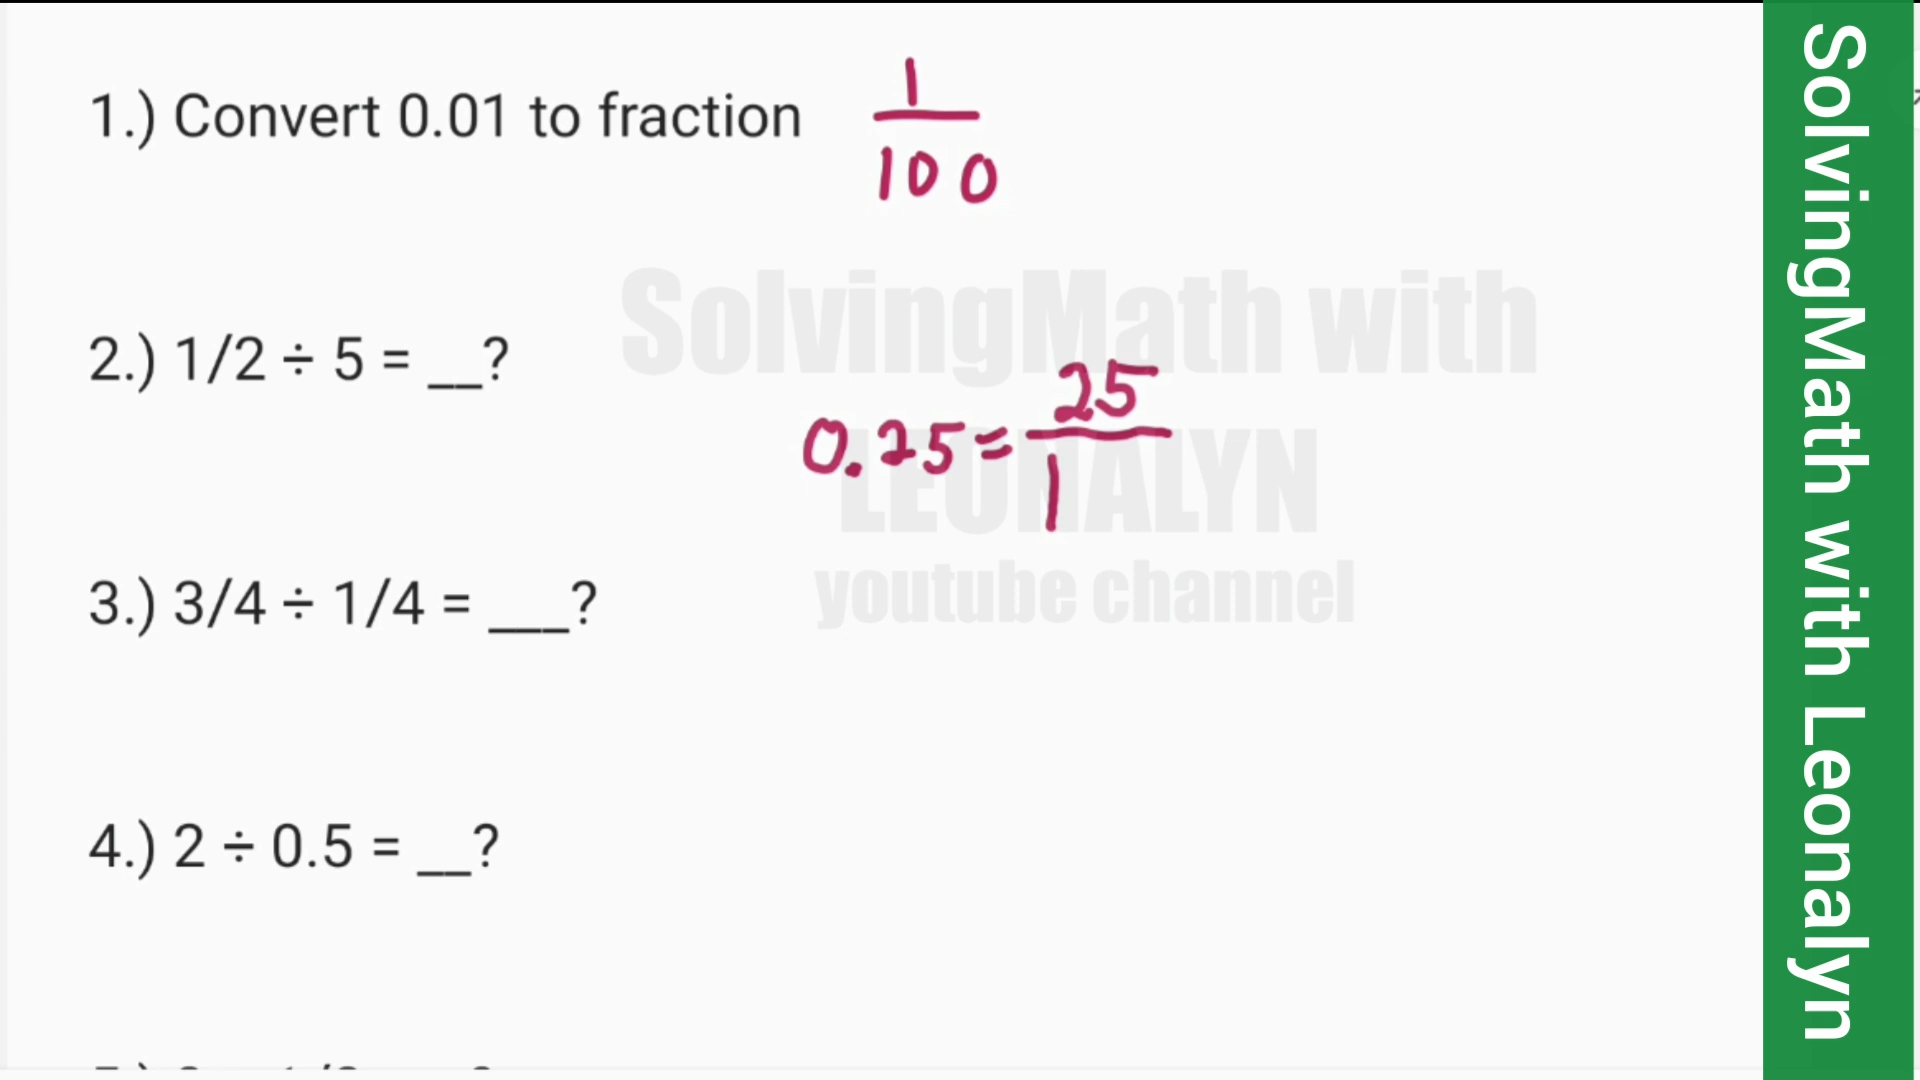 1.) Convert 0.01 to fraction 1/100
2.) 1/2 ÷ 5 = __?
0.25 = 25/1
3.) 3/4 ÷ 1/4 = ___?
4.) 2 ÷ 0.5 = __?
SolvingMath with
LEONALYN
youtube channel
SolvingMath with Leonalyn